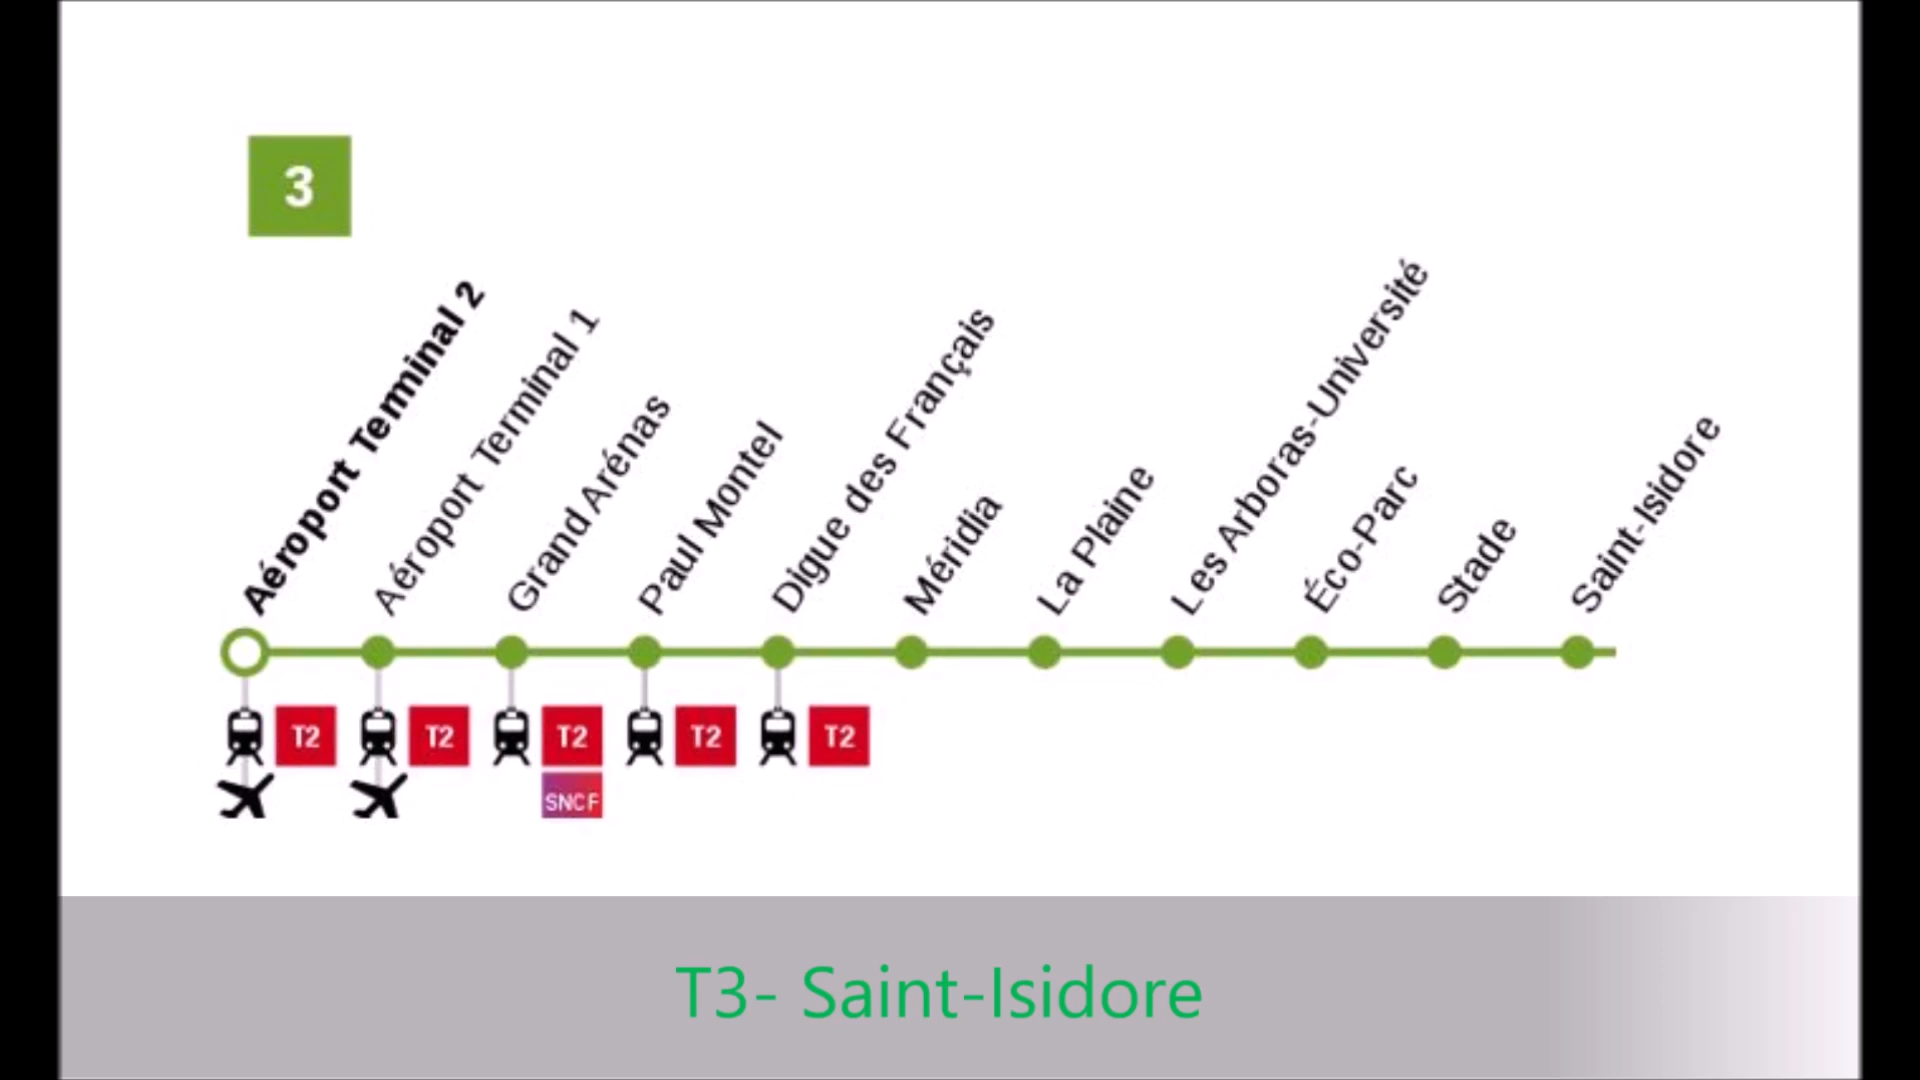 3
Aéroport Terminal 2
Aéroport Terminal 1
Grand Arénas
Paul Montel
Digue des Français
Méridia
La Plaine
Les Arboras-Université
Éco-Parc
Stade
Saint-Isidore
T2
T2
T2
T2
T2
SNCF
T3- Saint-Isidore